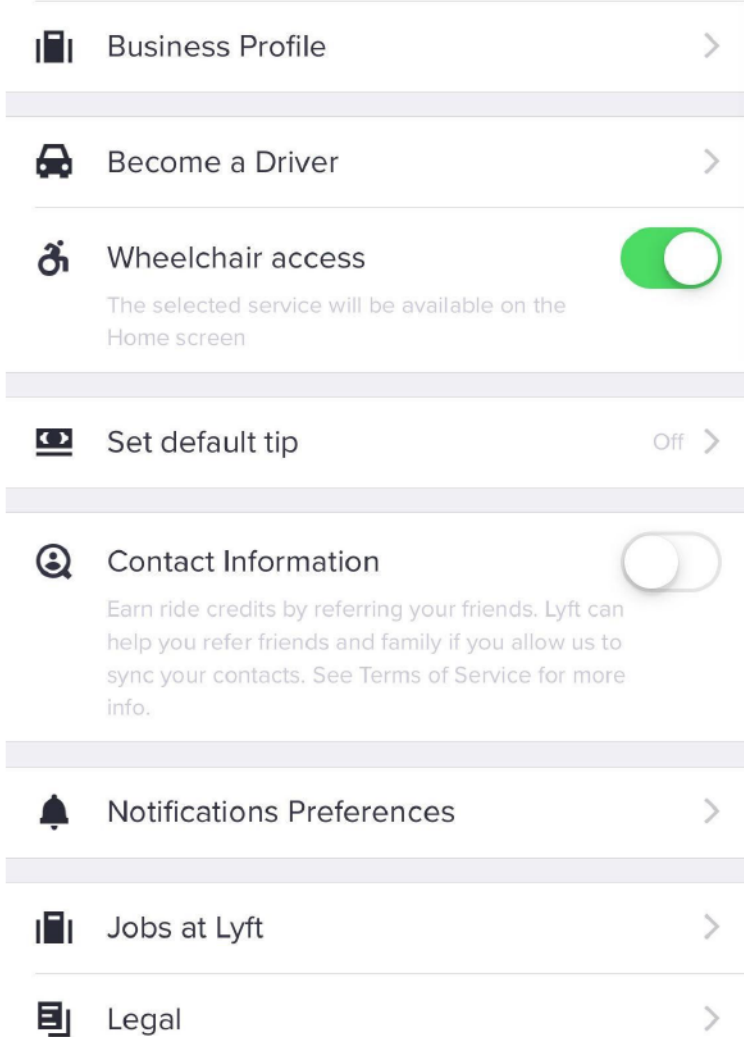 Business Profile
Become a Driver
Wheelchair access
The selected service will be available on the
Home screen
Set default tip
Off
Contact Information
Earn ride credits by referring your friends. Lyft can
help you refer friends and family if you allow us to
sync your contacts. See Terms of Service for more
info.
Notifications Preferences
Jobs at Lyft
Legal